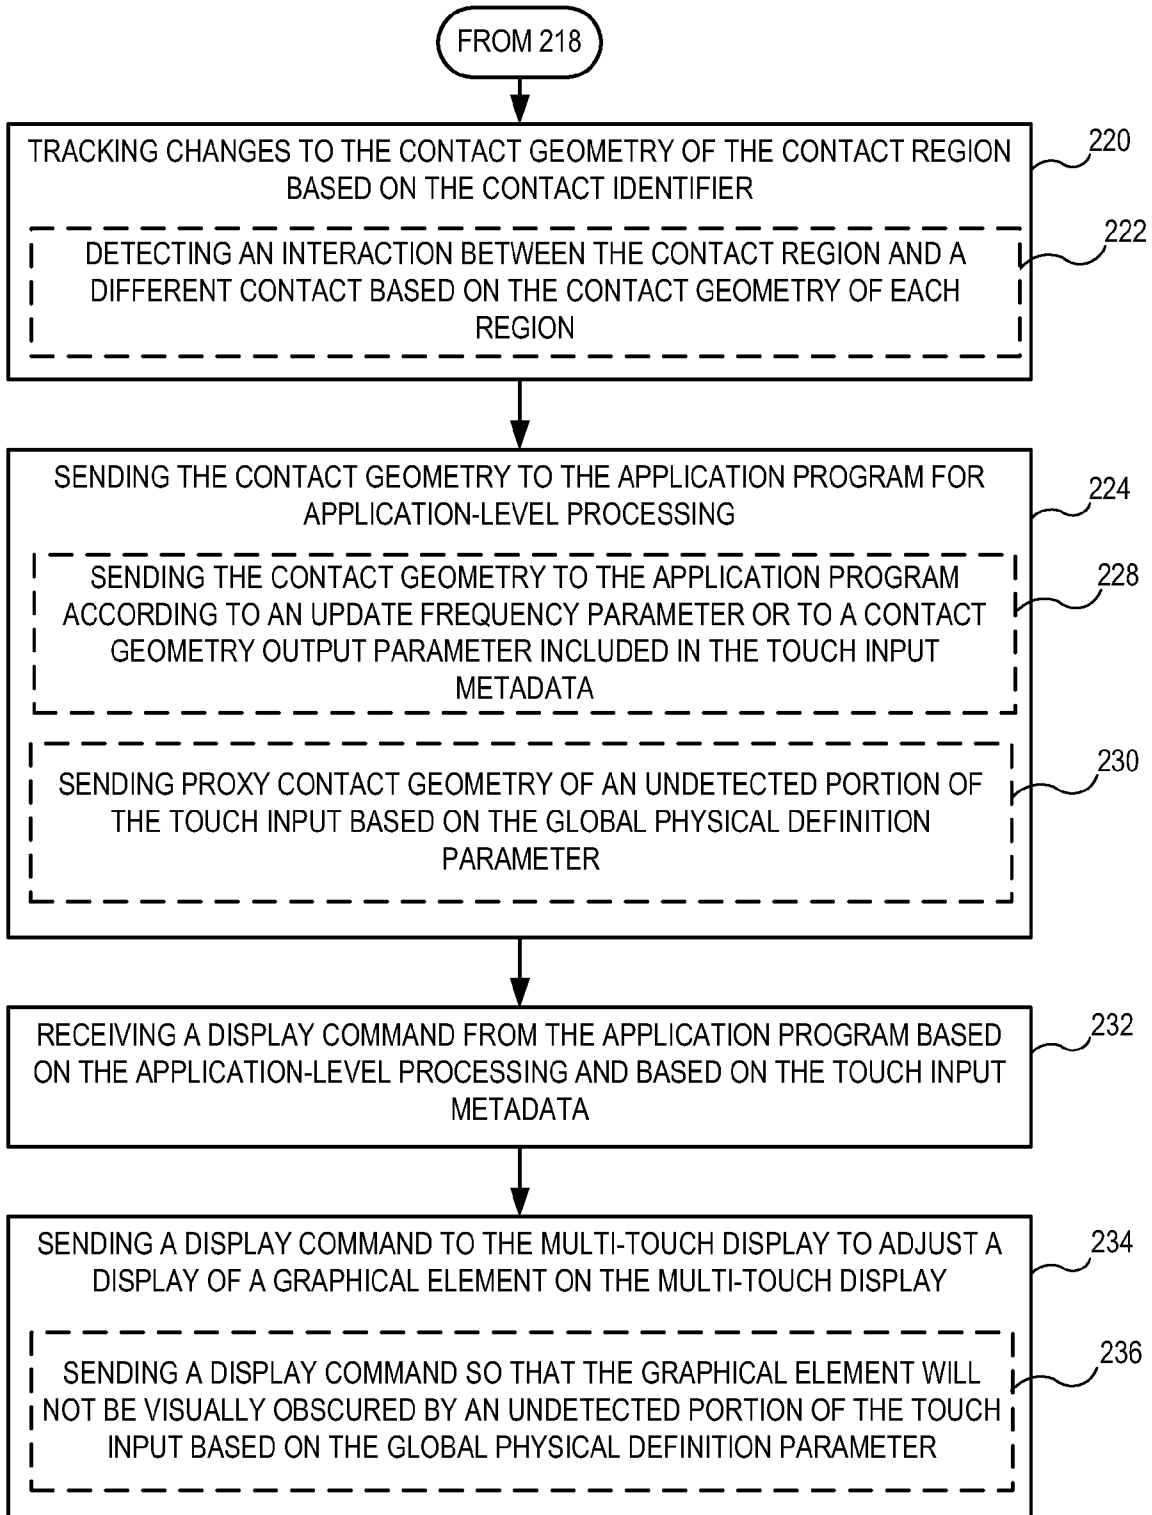 FROM 218
TRACKING CHANGES TO THE CONTACT GEOMETRY OF THE CONTACT REGION
BASED ON THE CONTACT IDENTIFIER
220
DETECTING AN INTERACTION BETWEEN THE CONTACT REGION AND A
DIFFERENT CONTACT BASED ON THE CONTACT GEOMETRY OF EACH
REGION
222
SENDING THE CONTACT GEOMETRY TO THE APPLICATION PROGRAM FOR
APPLICATION-LEVEL PROCESSING
224
SENDING THE CONTACT GEOMETRY TO THE APPLICATION PROGRAM
ACCORDING TO AN UPDATE FREQUENCY PARAMETER OR TO A CONTACT
GEOMETRY OUTPUT PARAMETER INCLUDED IN THE TOUCH INPUT
METADATA
228
SENDING PROXY CONTACT GEOMETRY OF AN UNDETECTED PORTION OF
THE TOUCH INPUT BASED ON THE GLOBAL PHYSICAL DEFINITION
PARAMETER
230
RECEIVING A DISPLAY COMMAND FROM THE APPLICATION PROGRAM BASED
ON THE APPLICATION-LEVEL PROCESSING AND BASED ON THE TOUCH INPUT
METADATA
232
SENDING A DISPLAY COMMAND TO THE MULTI-TOUCH DISPLAY TO ADJUST A
DISPLAY OF A GRAPHICAL ELEMENT ON THE MULTI-TOUCH DISPLAY
234
SENDING A DISPLAY COMMAND SO THAT THE GRAPHICAL ELEMENT WILL
NOT BE VISUALLY OBSCURED BY AN UNDETECTED PORTION OF THE TOUCH
INPUT BASED ON THE GLOBAL PHYSICAL DEFINITION PARAMETER
236